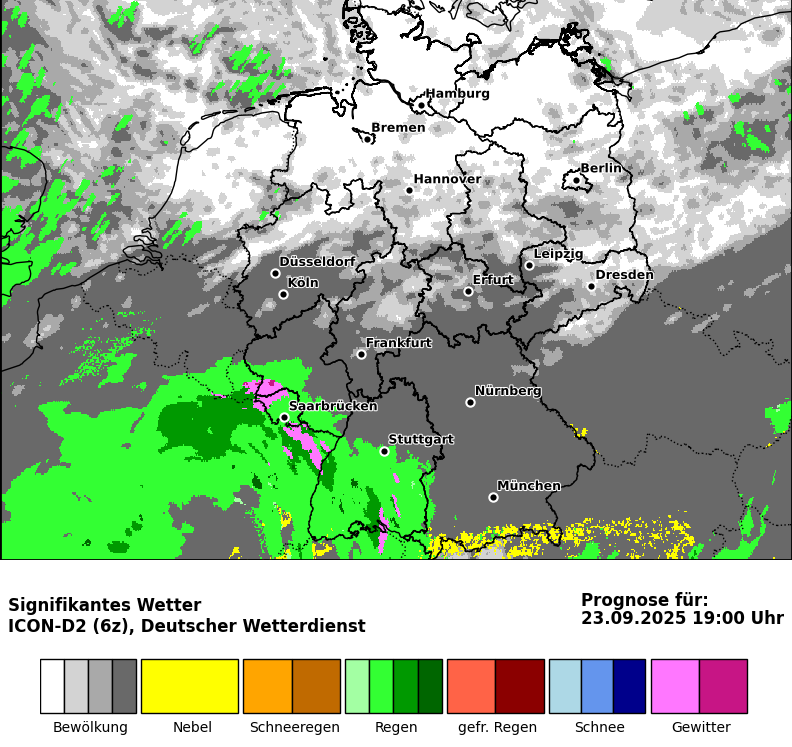 Hamburg
Bremen
Berlin
Hannover
Leipzig
Düsseldorf
Dresden
Erfurt
Köln
Frankfurt
Nürnberg
Saarbrücken
Stuttgart
München
Signifikantes Wetter
ICON-D2 (6z), Deutscher Wetterdienst
Prognose für:
23.09.2025 19:00 Uhr
Bewölkung
Nebel
Schneeregen
Regen
gefr. Regen
Schnee
Gewitter